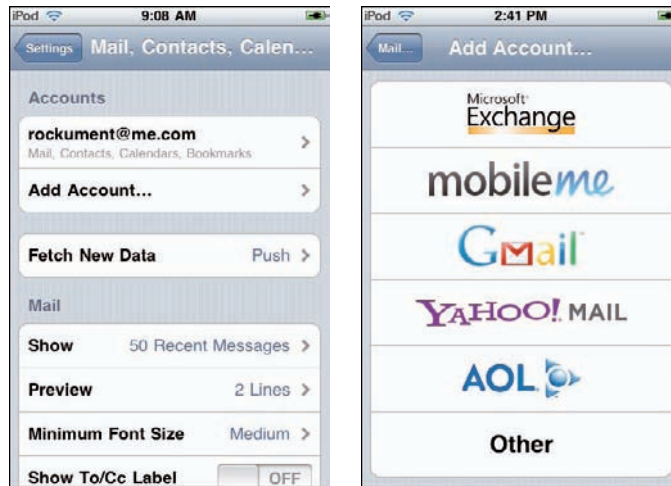 iPod 9:08 AM
Settings Mail, Contacts, Calen...
Accounts
rockument@me.com
Mail, Contacts, Calendars, Bookmarks
Add Account...
Fetch New Data Push
Mail
Show 50 Recent Messages
Preview 2 Lines
Minimum Font Size Medium
Show To/Cc Label OFF
iPod 2:41 PM
Mail... Add Account...
Microsoft
Exchange
mobileme
Gmail
YAHOO! MAIL
AOL
Other